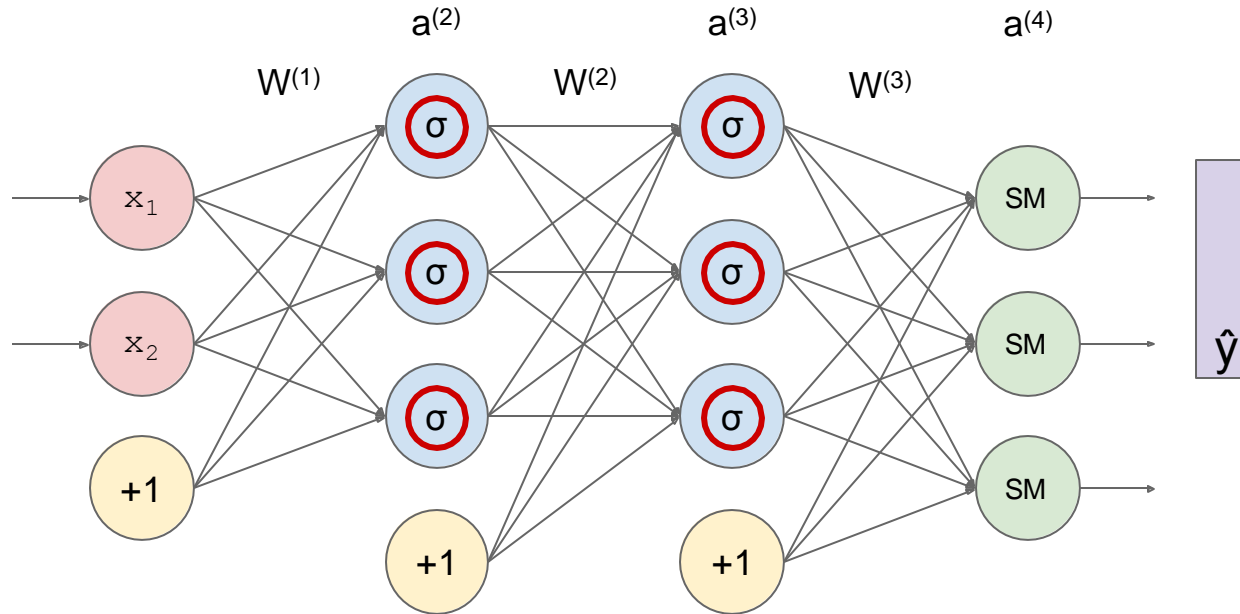 a⁽²⁾ a⁽³⁾ a⁽⁴⁾
W⁽¹⁾ W⁽²⁾ W⁽³⁾
σ σ
x₁ SM
σ σ
x₂ SM
ŷ
σ σ
+1 SM
+1 +1